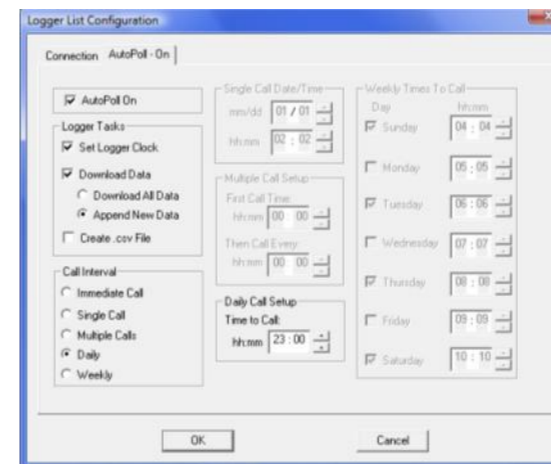 Logger List Configuration
Connection AutoPoll - On
AutoPoll On
Logger Tasks
Set Logger Clock
Download Data
Download All Data
Append New Data
Create .csv File
Call Interval
Immediate Call
Single Call
Multiple Calls
Daily
Weekly
Single Call Date/Time
mm/dd 01 / 01
hh:mm 02 : 02
Multiple Call Setup
First Call Time:
hh:mm 00 00
Then Call Every:
hh:mm 00 00
Daily Call Setup
Time to Call:
hh:mm 23 : 00
Weekly Times To Call
Day hh:mm
Sunday 04 : 04
Monday 05 : 05
Tuesday 06 : 06
Wednesday 07 : 07
Thursday 08 : 08
Friday 09 : 09
Saturday 10 : 10
OK Cancel